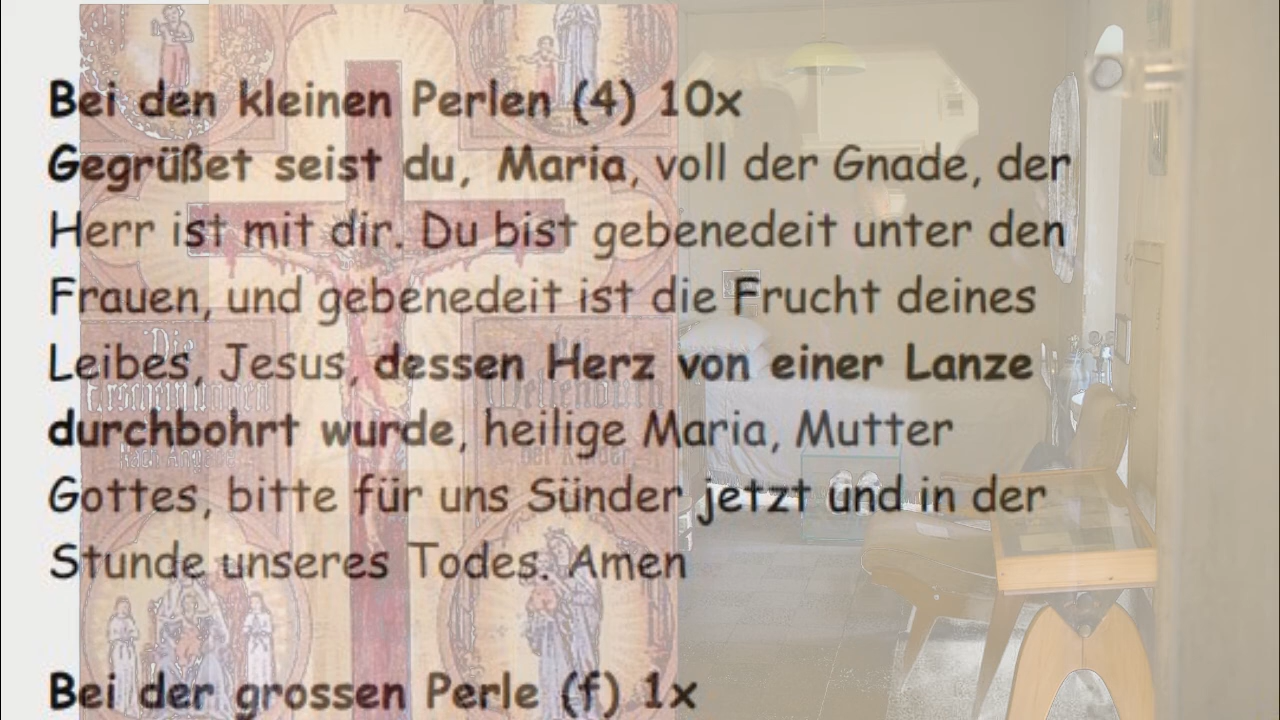 Bei den kleinen Perlen (4) 10x
Gegrüßet seist du, Maria, voll der Gnade, der
Herr ist mit dir. Du bist gebenedeit unter den
Frauen, und gebenedeit ist die Frucht deines
Leibes, Jesus, dessen Herz von einer Lanze
durchbohrt wurde, heilige Maria, Mutter
Gottes, bitte für uns Sünder jetzt und in der
Stunde unseres Todes. Amen
Bei der grossen Perle (f) 1x
Die
Erscheinungen